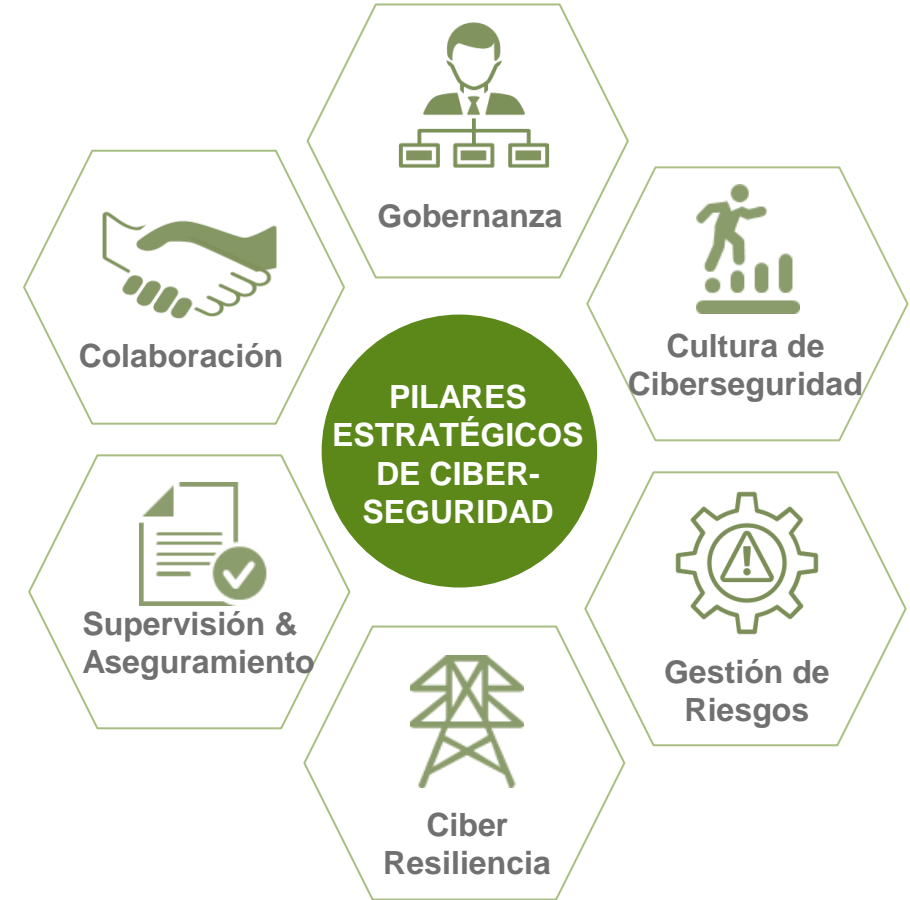 Gobernanza
Colaboración
Cultura de
Ciberseguridad
PILARES
ESTRATÉGICOS
DE CIBER-
SEGURIDAD
Supervisión &
Aseguramiento
Gestión de
Riesgos
Ciber
Resiliencia